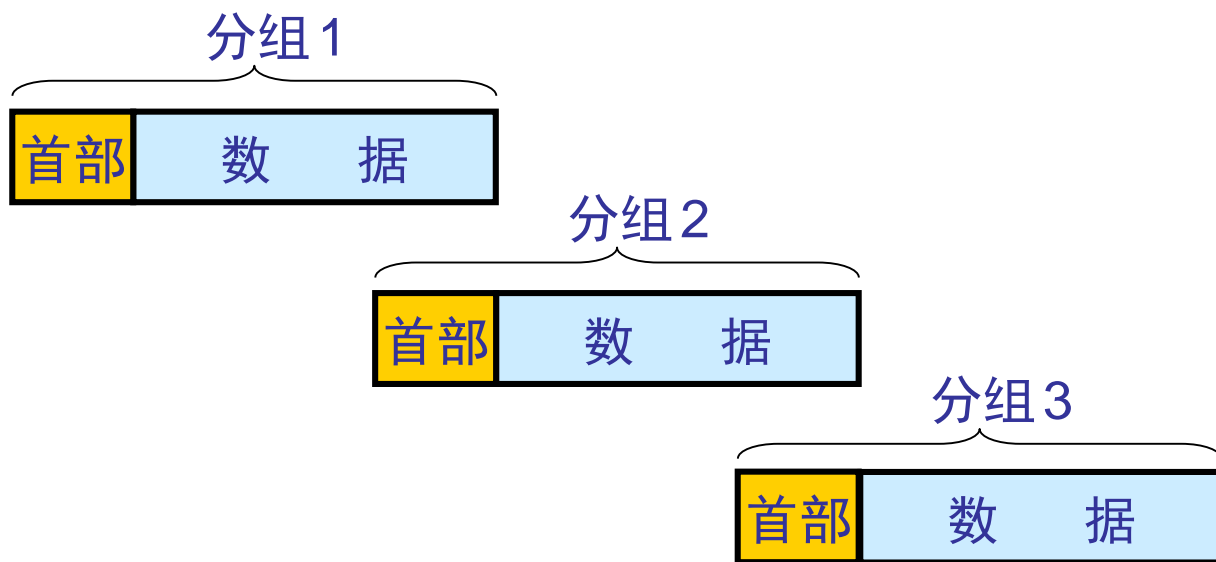 分组1
首部 数 据
分组2
首部 数 据
分组3
首部 数 据